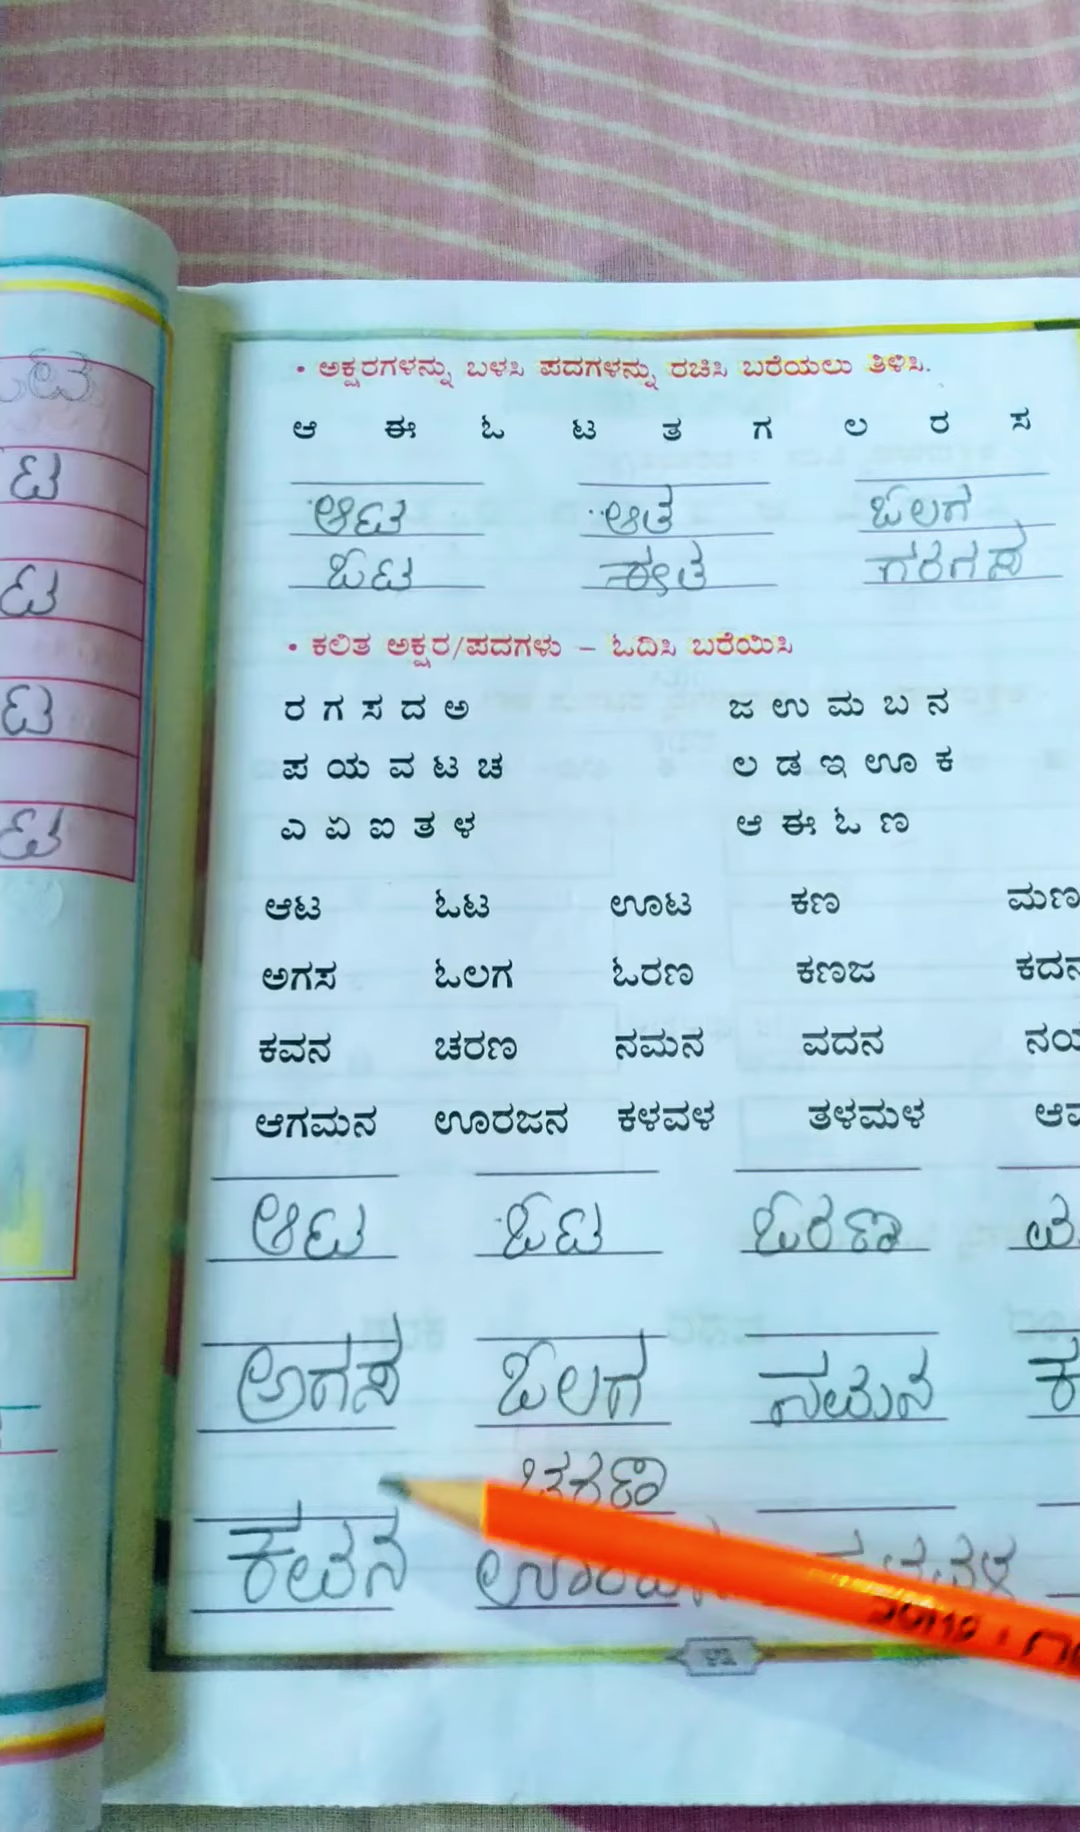 • ಅಕ್ಷರಗಳನ್ನು ಬಳಸಿ ಪದಗಳನ್ನು ರಚಿಸಿ ಬರೆಯಲು ತಿಳಿಸಿ.
ಆ ಈ ಓ ಟ ತ ಗ ಲ ರ ಸ
ಆಟ ಆತ ಓಲಗ
ಓಟ ಈತ ಗರಗಸ
• ಕಲಿತ ಅಕ್ಷರ/ಪದಗಳು – ಓದಿಸಿ ಬರೆಯಿಸಿ
ರ ಗ ಸ ದ ಅ ಜ ಉ ಮ ಬ ನ
ಪ ಯ ವ ಟ ಚ ಲ ಡ ಇ ಊ ಕ
ಎ ಏ ಐ ತ ಳ ಆ ಈ ಓ ಣ
ಆಟ ಓಟ ಊಟ ಕಣ ಮಣ
ಅಗಸ ಓಲಗ ಓರಣ ಕಣಜ
ಕವನ ಚರಣ ನಮನ ವದನ
ಆಗಮನ ಊರಜನ ಕಳವಳ ತಳಮಳ
ಆಟ ಓಟ ಓರಣ
ಅಗಸ ಓಲಗ ನಮನ
ಚರಣ
ಕವನ
ಟ
ಟ
ಟ
ಟ